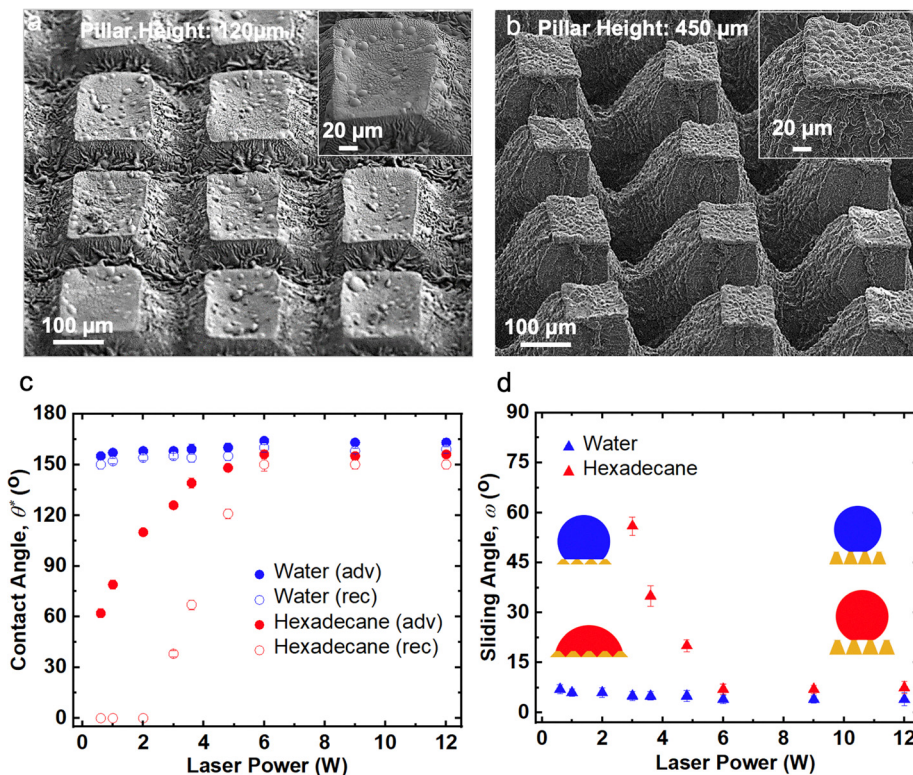 a
Pillar Height: 120μm
20 μm
100 μm
b
Pillar Height: 450 μm
20 μm
100 μm
c
180
150
120
90
60
30
0
Contact Angle, θ* (º)
Water (adv)
Water (rec)
Hexadecane (adv)
Hexadecane (rec)
0 2 4 6 8 10 12
Laser Power (W)
d
90
75
60
45
30
15
0
Sliding Angle, ω (º)
Water
Hexadecane
0 2 4 6 8 10 12
Laser Power (W)